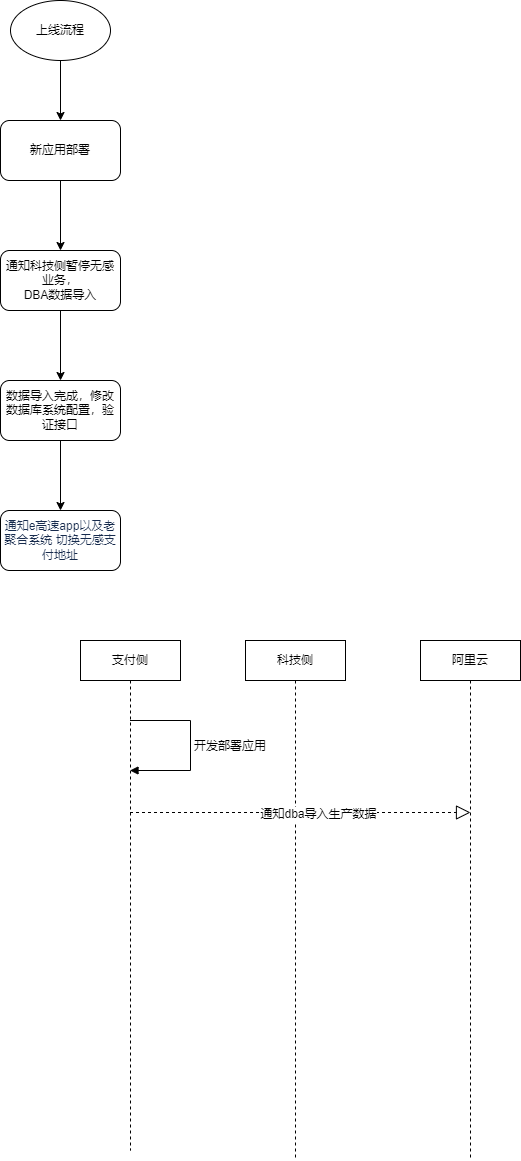 上线流程
新应用部署
通知科技侧暂停无感
业务，
DBA数据导入
数据导入完成，修改
数据库系统配置，验
证接口
通知e高速app以及老
聚合系统 切换无感支
付地址
支付侧
科技侧
阿里云
开发部署应用
通知dba导入生产数据